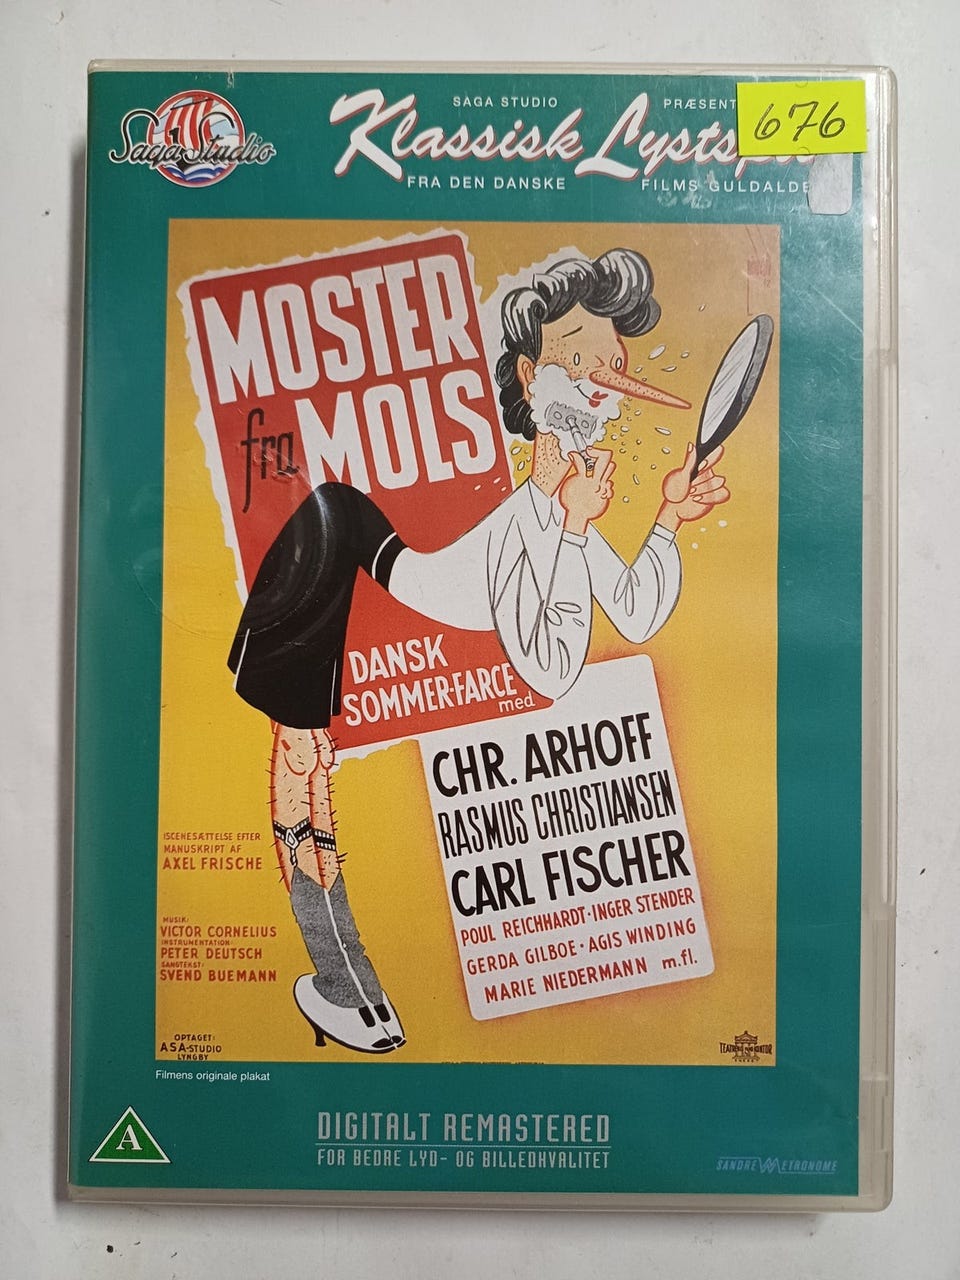 Saga Studio
SAGA STUDIO PRÆSENT
676
Klassisk
FRA DEN DANSKE FILMS GULDALDE
MOSTER
fra MOLS
DANSK
SOMMER-FARCE
med
CHR. ARHOFF
RASMUS CHRISTIANSEN
CARL FISCHER
POUL REICHHARDT · INGER STENDER
GERDA GILBOE · AGIS WINDING
MARIE NIEDERMANN m.fl.
ISCENESÆTTELSE EFTER
MANUSKRIPT AF
AXEL FRISCHE
MUSIK:
VICTOR CORNELIUS
INSTRUMENTATION:
PETER DEUTSCH
SANGTEKST:
SVEND BUEMANN
OPTAGET:
ASA-STUDIO
LYNGBY
Filmens originale plakat
A
DIGITALT REMASTERED
FOR BEDRE LYD- OG BILLEDKVALITET
SANDREW METRONOME